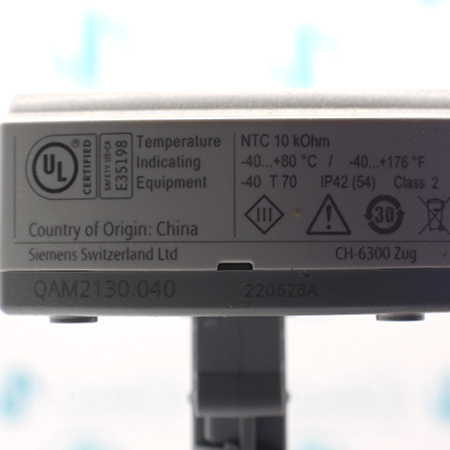 UL
CERTIFIED
SAFETY US-CA
E35198
Temperature
Indicating
Equipment
NTC 10 kOhm
-40...+80 °C / -40...+176 °F
-40 T 70 IP42 (54) Class 2
III
30
Country of Origin: China
Siemens Switzerland Ltd
CH-6300 Zug
QAM2130.040
220628A